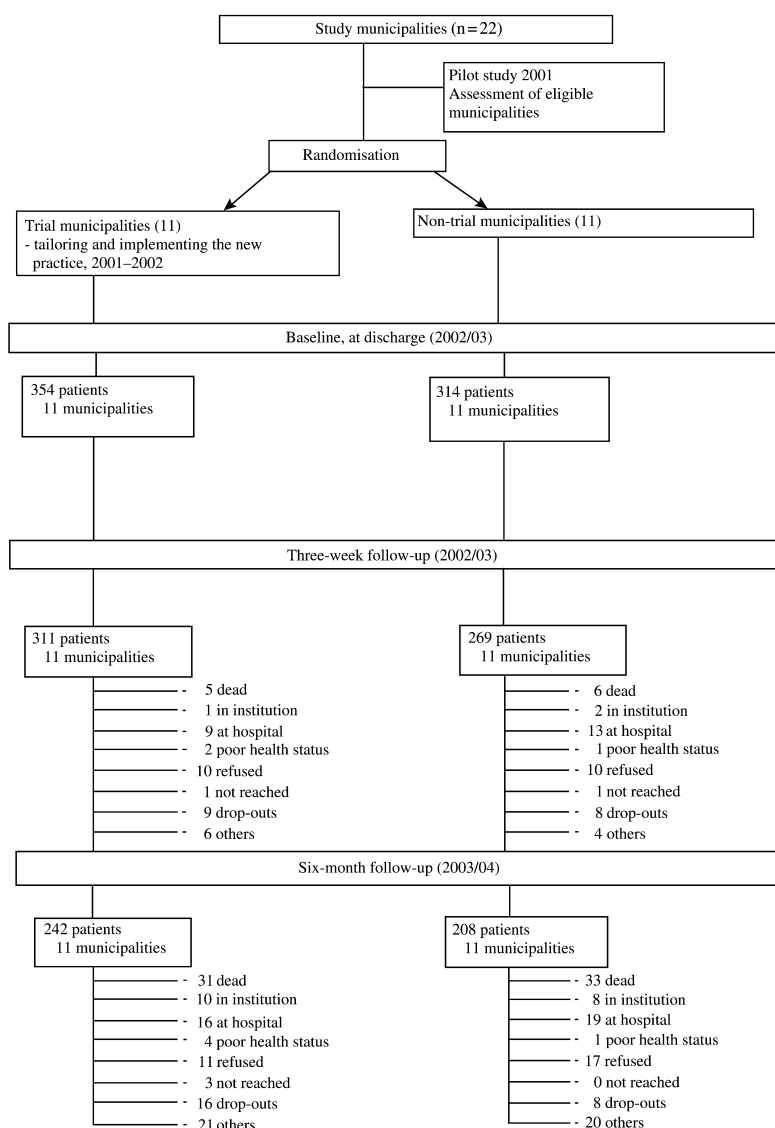 Study municipalities (n=22)
Pilot study 2001
Assessment of eligible
municipalities
Randomisation
Trial municipalities (11)
- tailoring and implementing the new
practice, 2001–2002
Non-trial municipalities (11)
Baseline, at discharge (2002/03)
354 patients
11 municipalities
314 patients
11 municipalities
Three-week follow-up (2002/03)
311 patients
11 municipalities
5 dead
1 in institution
9 at hospital
2 poor health status
10 refused
1 not reached
9 drop-outs
6 others
269 patients
11 municipalities
6 dead
2 in institution
13 at hospital
1 poor health status
10 refused
1 not reached
8 drop-outs
4 others
Six-month follow-up (2003/04)
242 patients
11 municipalities
31 dead
10 in institution
16 at hospital
4 poor health status
11 refused
3 not reached
16 drop-outs
21 others
208 patients
11 municipalities
33 dead
8 in institution
19 at hospital
1 poor health status
17 refused
0 not reached
8 drop-outs
20 others